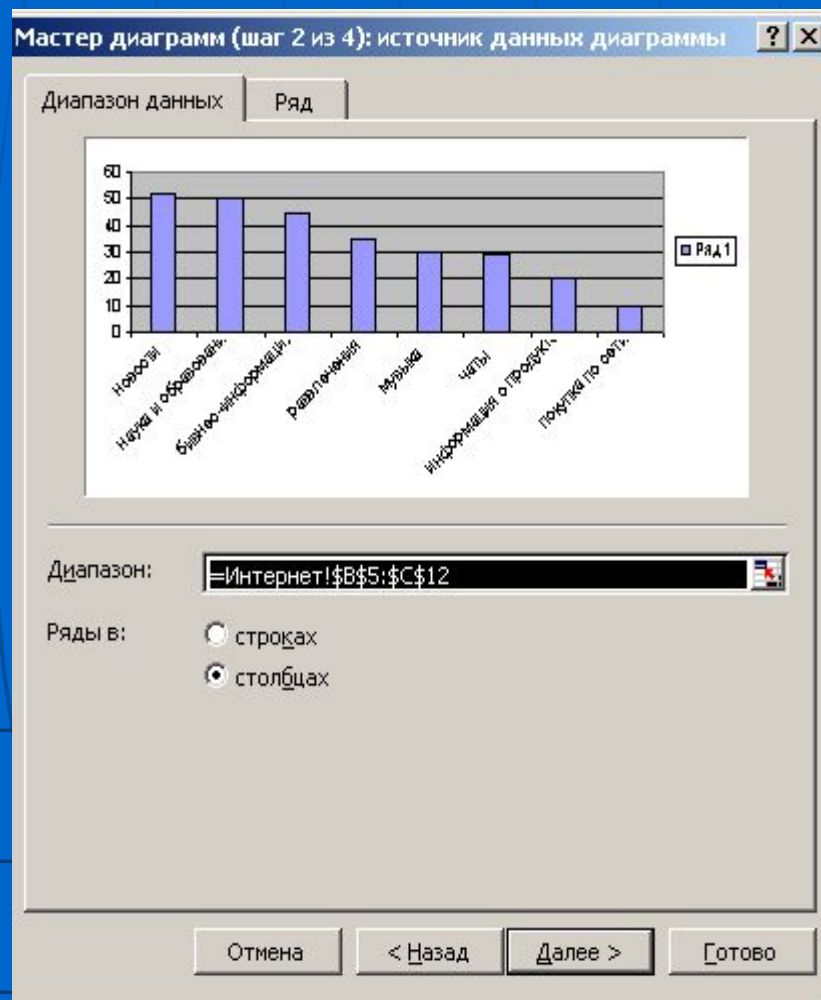 Мастер диаграмм (шаг 2 из 4): источник данных диаграммы ? ×
Диапазон данных Ряд
60
50
40
30
20
10
0
Ряд1
новости
наука и
бизнес-информаци
развлечения
музыка
чаты
информация о продукт
покупка по сети
Диапазон: =Интернет!$B$5:$C$12
Ряды в: строках
столбцах
Отмена < Назад Далее > Готово